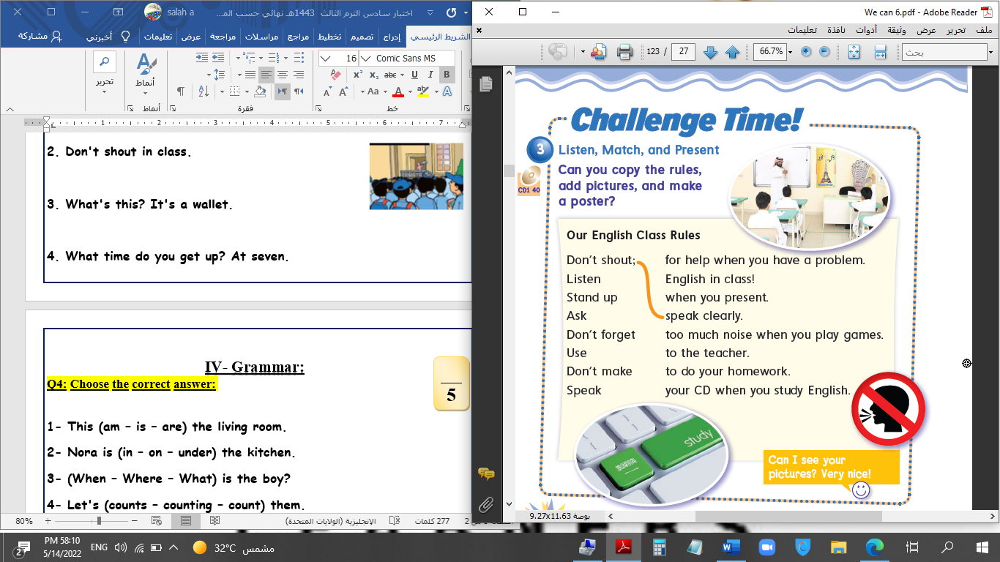 salah a
اختبار سادس الترم الثالث 1443هـ نهائي حسب الم...
الشريط الرئيسي
إدراج
تصميم
تخطيط
مراجع
مراسلات
مراجعة
عرض
تعليمات
أخبرني
مشاركة
Comic Sans MS
16
تحرير
أنماط
أنماط
فقرة
خط
1 2 3 4 5 6 7
2. Don't shout in class.
3. What's this? It's a wallet.
4. What time do you get up? At seven.
IV- Grammar:
Q4: Choose the correct answer:
5
1- This (am – is – are) the living room.
2- Nora is (in – on – under) the kitchen.
3- (When – Where – What) is the boy?
4- Let's (counts – counting – count) them.
80%
الإنجليزية (الولايات المتحدة)
277 كلمات
We can 6.pdf - Adobe Reader
ملف
تحرير
عرض
وثيقة
أدوات
نافذة
تعليمات
123 / 27
66.7%
بحث
Challenge Time!
3
Listen, Match, and Present
CD1 40
Can you copy the rules,
add pictures, and make
a poster?
Our English Class Rules
Don't shout; for help when you have a problem.
Listen English in class!
Stand up when you present.
Ask speak clearly.
Don't forget too much noise when you play games.
Use to the teacher.
Don't make to do your homework.
Speak your CD when you study English.
study
Can I see your
pictures? Very nice!
9.27x11.63 بوصة
PM 58:10
5/14/2022
2
ENG
32°C
مشمس